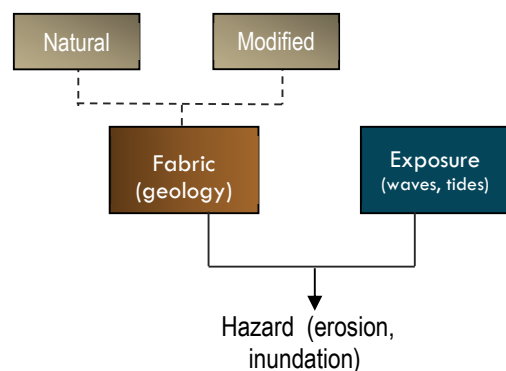 Natural
Modified
Fabric
(geology)
Exposure
(waves, tides)
Hazard (erosion,
inundation)